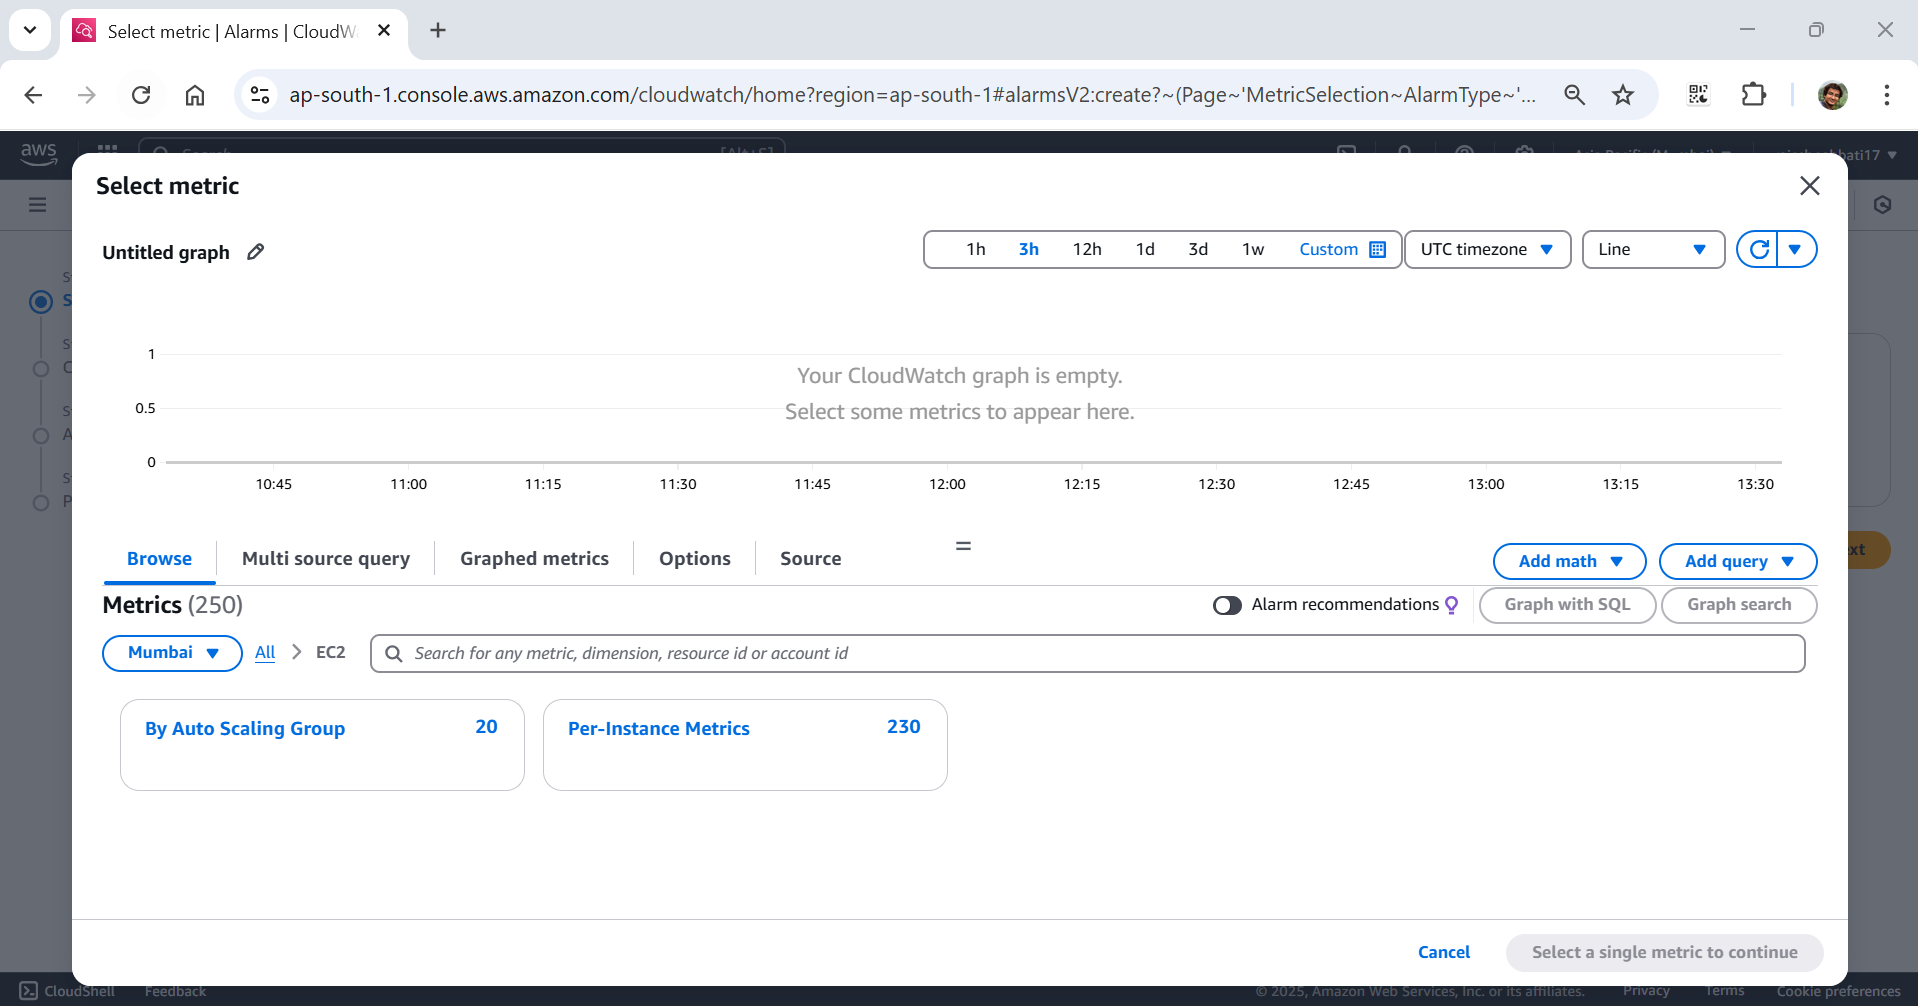 Select metric | Alarms | CloudW
ap-south-1.console.aws.amazon.com/cloudwatch/home?region=ap-south-1#alarmsV2:create?~(Page~'MetricSelection~AlarmType~'...
aws
Select metric
Untitled graph
1h 3h 12h 1d 3d 1w Custom UTC timezone Line
1
0.5
0
Your CloudWatch graph is empty.
Select some metrics to appear here.
10:45 11:00 11:15 11:30 11:45 12:00 12:15 12:30 12:45 13:00 13:15 13:30
Browse Multi source query Graphed metrics Options Source Add math Add query
Metrics (250) Alarm recommendations Graph with SQL Graph search
Mumbai All EC2 Search for any metric, dimension, resource id or account id
By Auto Scaling Group 20 Per-Instance Metrics 230
Cancel Select a single metric to continue
CloudShell Feedback © 2025, Amazon Web Services, Inc. or its affiliates. Privacy Terms Cookie preferences